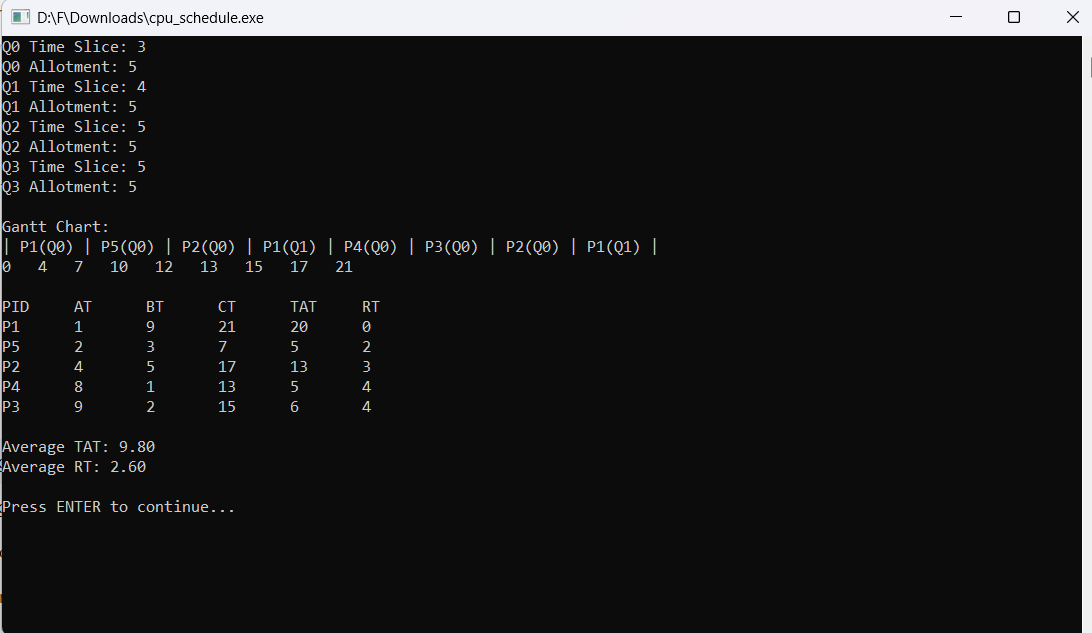 D:\F\Downloads\cpu_schedule.exe
Q0 Time Slice: 3
Q0 Allotment: 5
Q1 Time Slice: 4
Q1 Allotment: 5
Q2 Time Slice: 5
Q2 Allotment: 5
Q3 Time Slice: 5
Q3 Allotment: 5
Gantt Chart:
| P1(Q0) | P5(Q0) | P2(Q0) | P1(Q1) | P4(Q0) | P3(Q0) | P2(Q0) | P1(Q1) |
0 4 7 10 12 13 15 17 21
PID AT BT CT TAT RT
P1 1 9 21 20 0
P5 2 3 7 5 2
P2 4 5 17 13 3
P4 8 1 13 5 4
P3 9 2 15 6 4
Average TAT: 9.80
Average RT: 2.60
Press ENTER to continue...